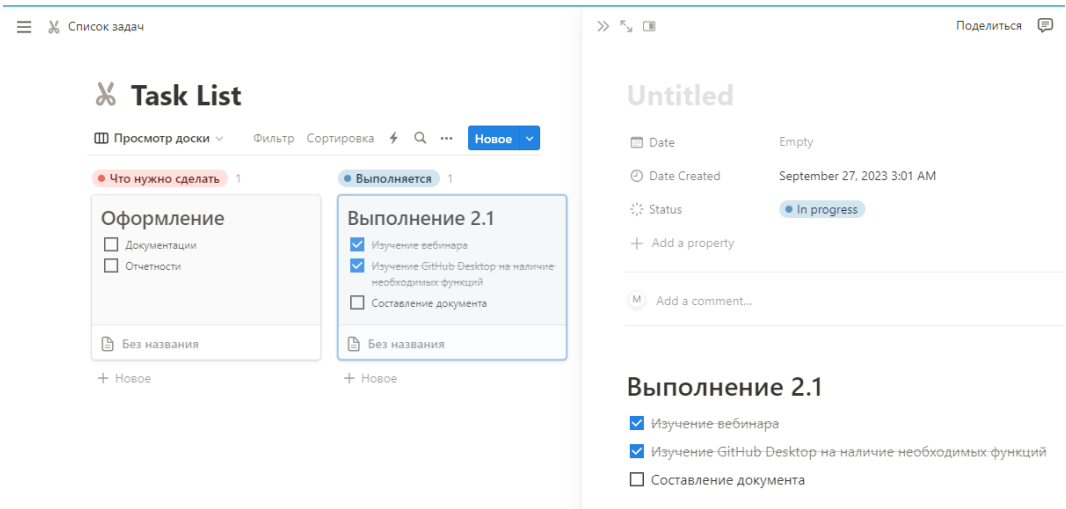 Список задач
Task List
Просмотр доски Фильтр Сортировка Новое
Что нужно сделать 1
Оформление
Документации
Отчетности
Без названия
+ Новое
Выполняется 1
Выполнение 2.1
Изучение вебинара
Изучение GitHub Desktop на наличие
необходимых функций
Составление документа
Без названия
+ Новое
Поделиться
Untitled
Date Empty
Date Created September 27, 2023 3:01 AM
Status In progress
+ Add a property
M Add a comment...
Выполнение 2.1
Изучение вебинара
Изучение GitHub Desktop на наличие необходимых функций
Составление документа